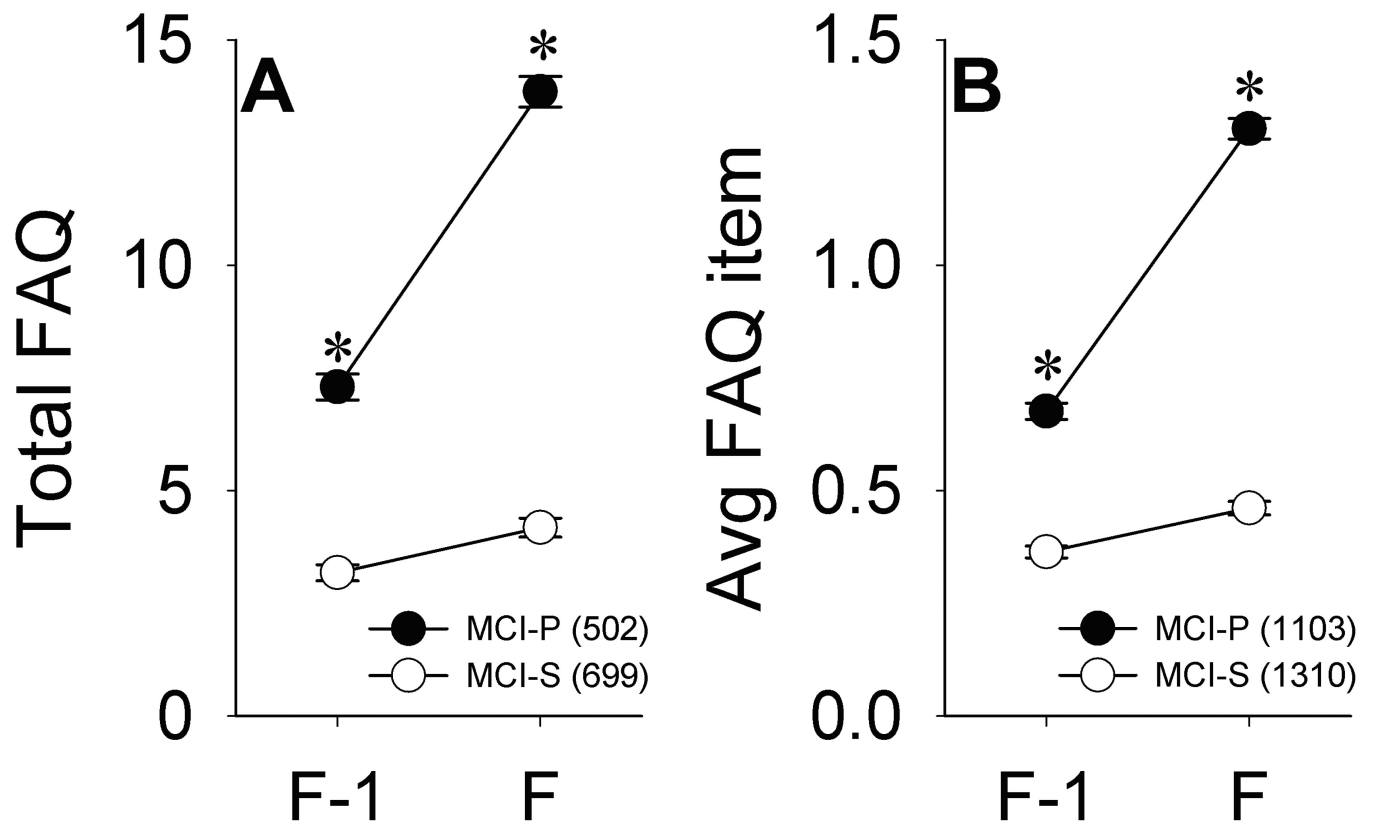 A
Total FAQ
15
10
5
0
*
*
MCI-P (502)
MCI-S (699)
F-1
F
B
Avg FAQ item
1.5
1.0
0.5
0.0
*
*
MCI-P (1103)
MCI-S (1310)
F-1
F